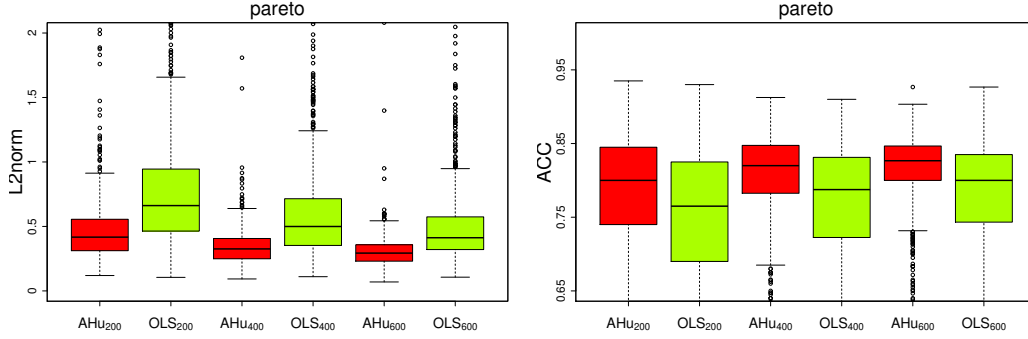 pareto
L2norm
2
1.5
1
0.5
0
AHu200 OLS200 AHu400 OLS400 AHu600 OLS600
pareto
ACC
0.95
0.85
0.75
0.65
AHu200 OLS200 AHu400 OLS400 AHu600 OLS600